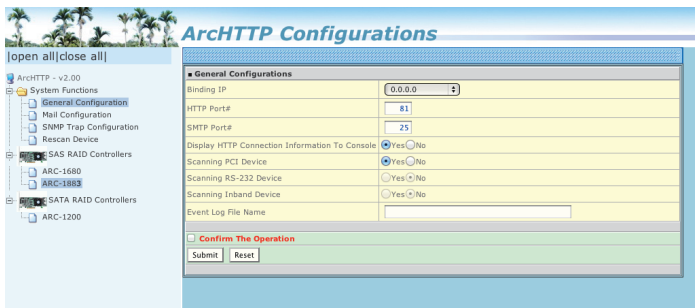 ArcHTTP Configurations
|open all|close all|
ArcHTTP - v2.00
System Functions
General Configuration
Mail Configuration
SNMP Trap Configuration
Rescan Device
SAS RAID Controllers
ARC-1680
ARC-1883
SATA RAID Controllers
ARC-1200
General Configurations
Binding IP 0.0.0.0
HTTP Port# 81
SMTP Port# 25
Display HTTP Connection Information To Console Yes No
Scanning PCI Device Yes No
Scanning RS-232 Device Yes No
Scanning Inband Device Yes No
Event Log File Name
Confirm The Operation
Submit Reset